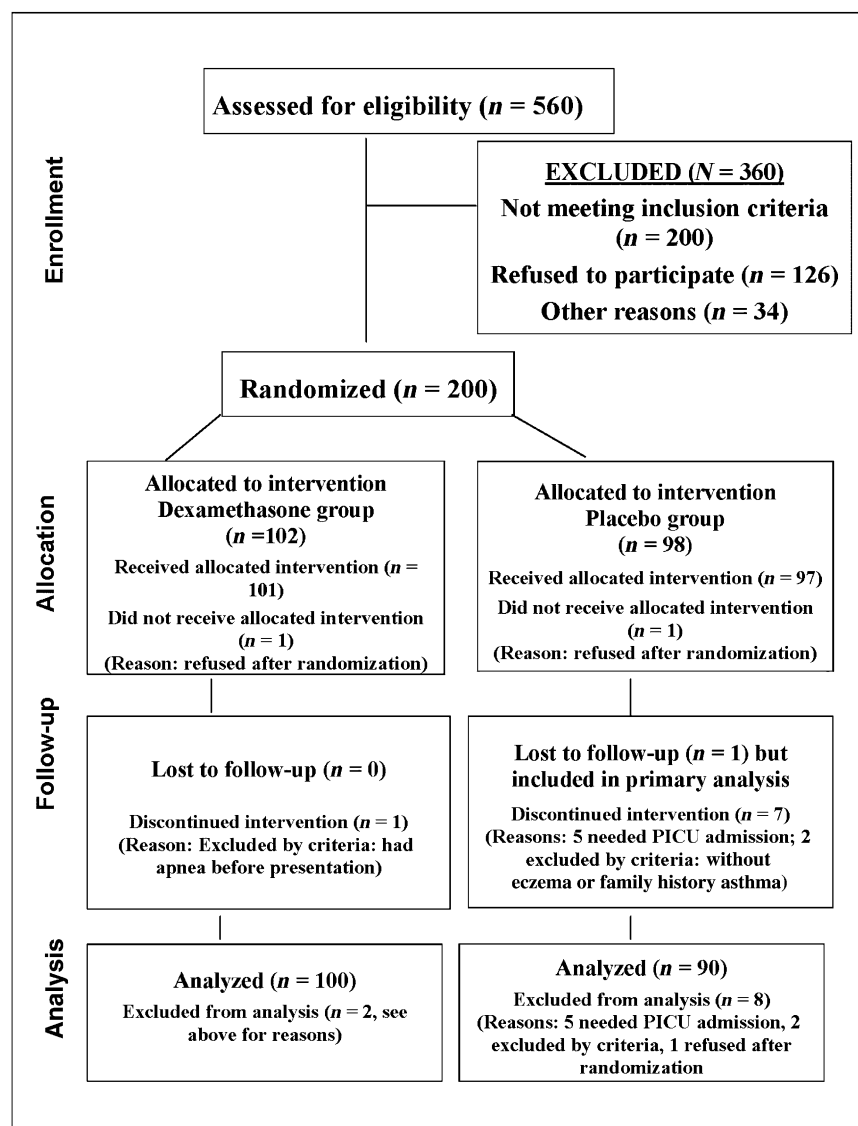 Assessed for eligibility (n = 560)
Enrollment
EXCLUDED (N = 360)
Not meeting inclusion criteria
(n = 200)
Refused to participate (n = 126)
Other reasons (n = 34)
Randomized (n = 200)
Allocation
Allocated to intervention
Dexamethasone group
(n =102)
Received allocated intervention (n =
101)
Did not receive allocated intervention
(n = 1)
(Reason: refused after randomization)
Allocated to intervention
Placebo group
(n = 98)
Received allocated intervention (n = 97)
Did not receive allocated intervention
(n = 1)
(Reason: refused after randomization)
Follow-up
Lost to follow-up (n = 0)
Discontinued intervention (n = 1)
(Reason: Excluded by criteria: had
apnea before presentation)
Lost to follow-up (n = 1) but
included in primary analysis
Discontinued intervention (n = 7)
(Reasons: 5 needed PICU admission; 2
excluded by criteria: without
eczema or family history asthma)
Analysis
Analyzed (n = 100)
Excluded from analysis (n = 2, see
above for reasons)
Analyzed (n = 90)
Excluded from analysis (n = 8)
(Reasons: 5 needed PICU admission, 2
excluded by criteria, 1 refused after
randomization